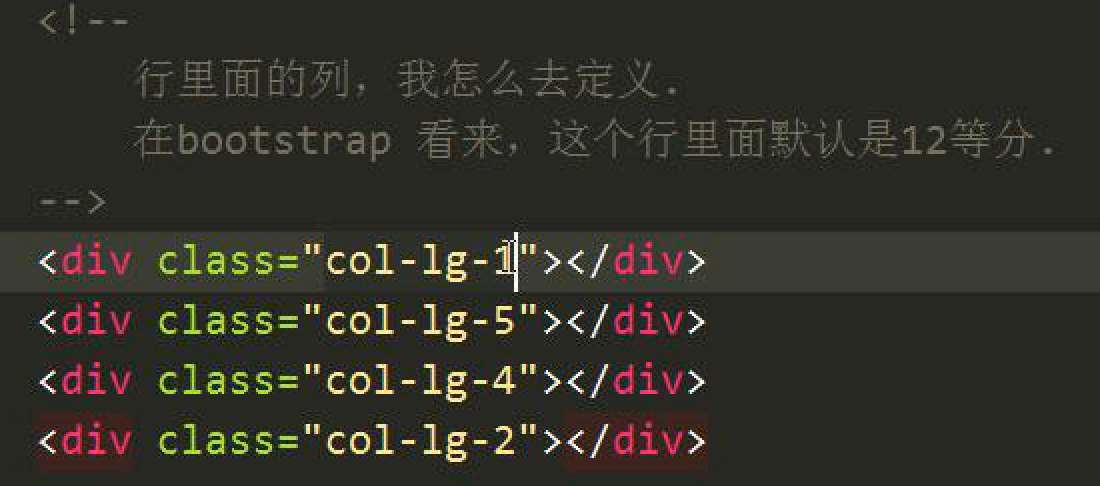 <!--
行里面的列，我怎么去定义.
在bootstrap 看来，这个行里面默认是12等分.
-->
<div class="col-lg-1"></div>
<div class="col-lg-5"></div>
<div class="col-lg-4"></div>
<div class="col-lg-2"></div>